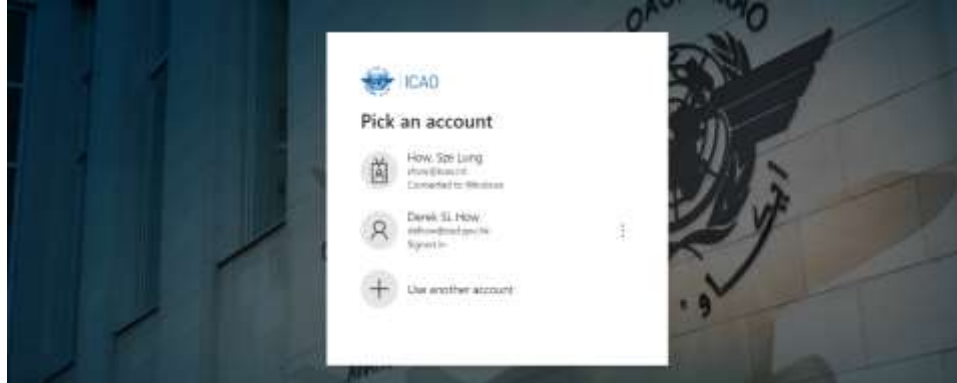 ICAO
Pick an account
How, Sze Lung
Connected to Windows
Derek SL How
Signed in
Use another account